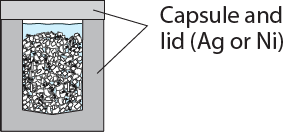 Capsule and
lid (Ag or Ni)